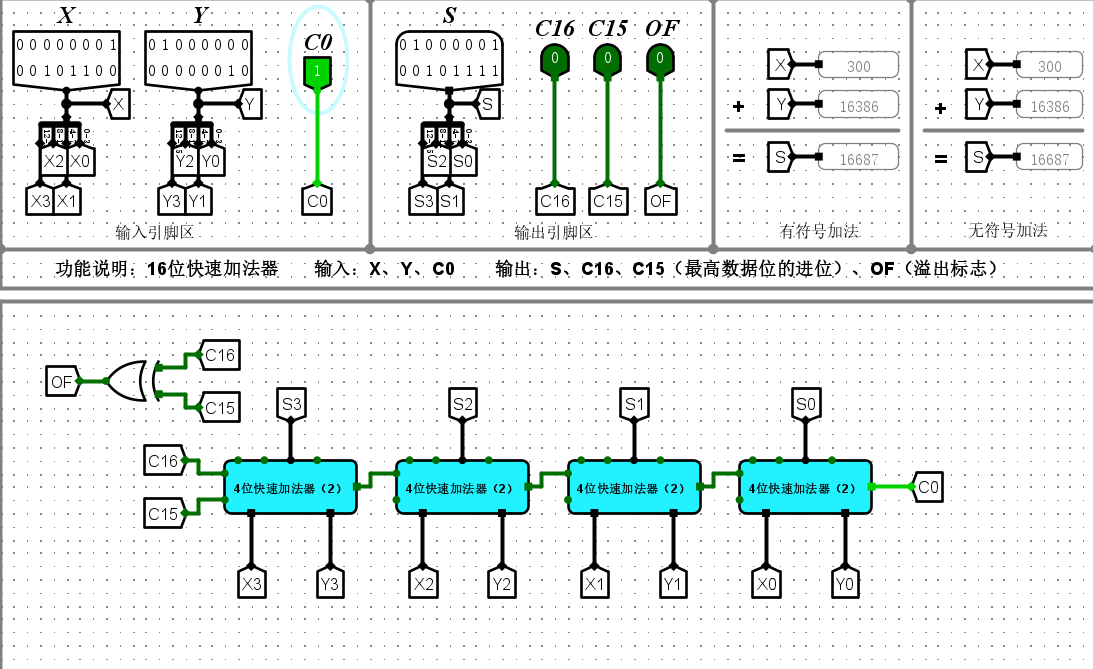 X Y C0 S C16 C15 OF
0 0 0 0 0 0 0 1 0 1 0 0 0 0 0 0 0 1 0 0 0 0 0 1
0 0 1 0 1 1 0 0 0 0 0 0 0 0 1 0 0 0 1 0 1 1 1 1
1 0 0 0
X 300 X 300
X Y S
+ Y 16386 + Y 16386
X2 X0 Y2 Y0 S2 S0
= S 16687 = S 16687
X3 X1 Y3 Y1 C0 S3 S1 C16 C15 OF
输入引脚区 输出引脚区 有符号加法 无符号加法
功能说明：16位快速加法器 输入：X、Y、C0 输出：S、C16、C15（最高数据位的进位）、OF（溢出标志）
C16
OF
C15
S3 S2 S1 S0
C16
4位快速加法器（2） 4位快速加法器（2） 4位快速加法器（2） 4位快速加法器（2） C0
C15
X3 Y3 X2 Y2 X1 Y1 X0 Y0